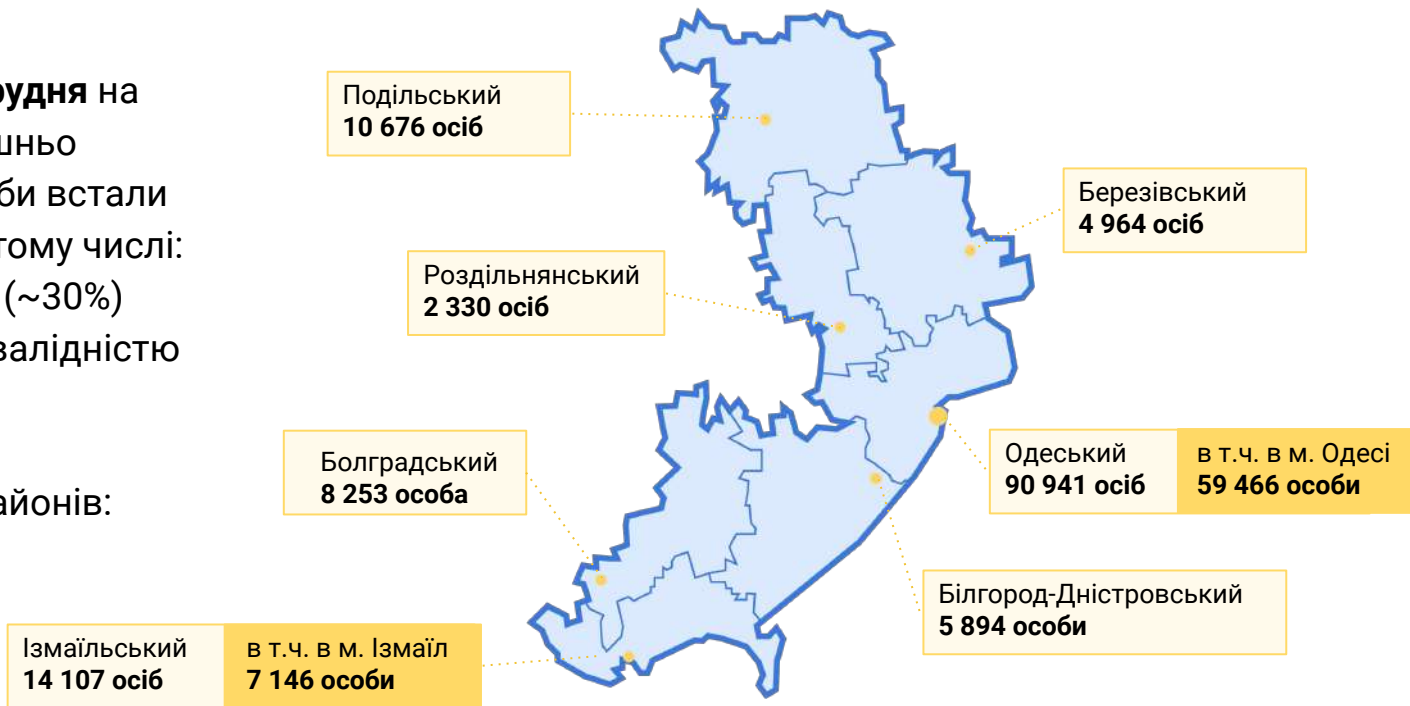 рудня на
шньо
би встали
тому числі:
(~30%)
валідністю
айонів:
Подільський
10 676 осіб
Березівський
4 964 осіб
Роздільнянський
2 330 осіб
Болградський
8 253 особа
Одеський
90 941 осіб
в т.ч. в м. Одесі
59 466 особи
Білгород-Дністровський
5 894 особи
Ізмаїльський
14 107 осіб
в т.ч. в м. Ізмаїл
7 146 особи